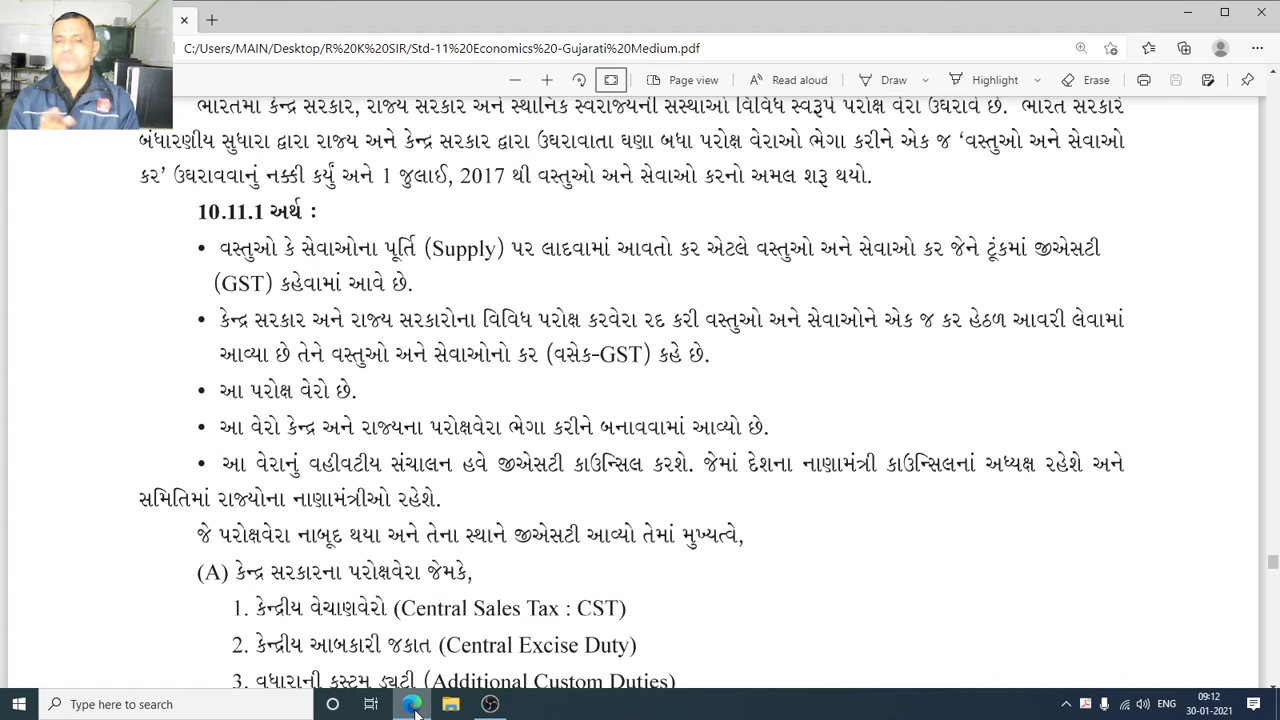 C:/Users/MAIN/Desktop/R%20K%20SIR/Std-11%20Economics%20-Gujarati%20Medium.pdf
Page view
Read aloud
Draw
Highlight
Erase
ભારતમાં કેન્દ્ર સરકાર, રાજ્ય સરકાર અને સ્થાનિક સ્વરાજ્યની સંસ્થાઓ વિવિધ સ્વરૂપે પરોક્ષ વેરા ઉઘરાવે છે. ભારત સરકારે
બંધારણીય સુધારા દ્વારા રાજ્ય અને કેન્દ્ર સરકાર દ્વારા ઉઘરાવાતા ઘણા બધા પરોક્ષ વેરાઓ ભેગા કરીને એક જ ‘વસ્તુઓ અને સેવાઓ
કર’ ઉઘરાવવાનું નક્કી કર્યું અને 1 જુલાઈ, 2017 થી વસ્તુઓ અને સેવાઓ કરનો અમલ શરૂ થયો.
10.11.1 અર્થ :
• વસ્તુઓ કે સેવાઓના પૂર્તિ (Supply) પર લાદવામાં આવતો કર એટલે વસ્તુઓ અને સેવાઓ કર જેને ટૂંકમાં જીએસટી
(GST) કહેવામાં આવે છે.
• કેન્દ્ર સરકાર અને રાજ્ય સરકારોના વિવિધ પરોક્ષ કરવેરા રદ કરી વસ્તુઓ અને સેવાઓને એક જ કર હેઠળ આવરી લેવામાં
આવ્યા છે તેને વસ્તુઓ અને સેવાઓનો કર (વસેક-GST) કહે છે.
• આ પરોક્ષ વેરો છે.
• આ વેરો કેન્દ્ર અને રાજ્યના પરોક્ષવેરા ભેગા કરીને બનાવવામાં આવ્યો છે.
• આ વેરાનું વહીવટીય સંચાલન હવે જીએસટી કાઉન્સિલ કરશે. જેમાં દેશના નાણામંત્રી કાઉન્સિલનાં અધ્યક્ષ રહેશે અને
સમિતિમાં રાજ્યોના નાણામંત્રીઓ રહેશે.
જે પરોક્ષવેરા નાબૂદ થયા અને તેના સ્થાને જીએસટી આવ્યો તેમાં મુખ્યત્વે,
(A) કેન્દ્ર સરકારના પરોક્ષવેરા જેમકે,
1. કેન્દ્રીય વેચાણવેરો (Central Sales Tax : CST)
2. કેન્દ્રીય આબકારી જકાત (Central Excise Duty)
3. વધારાની કસ્ટમ ડ્યુટી (Additional Custom Duties)
Type here to search
ENG
09:12
30-01-2021